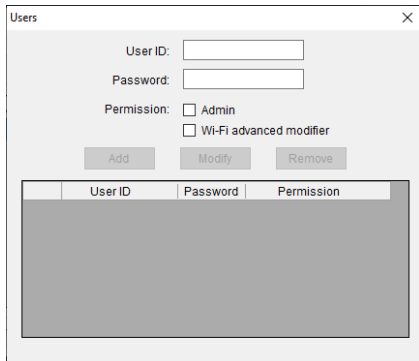 Users
User ID:
Password:
Permission: Admin
Wi-Fi advanced modifier
Add Modify Remove
User ID Password Permission